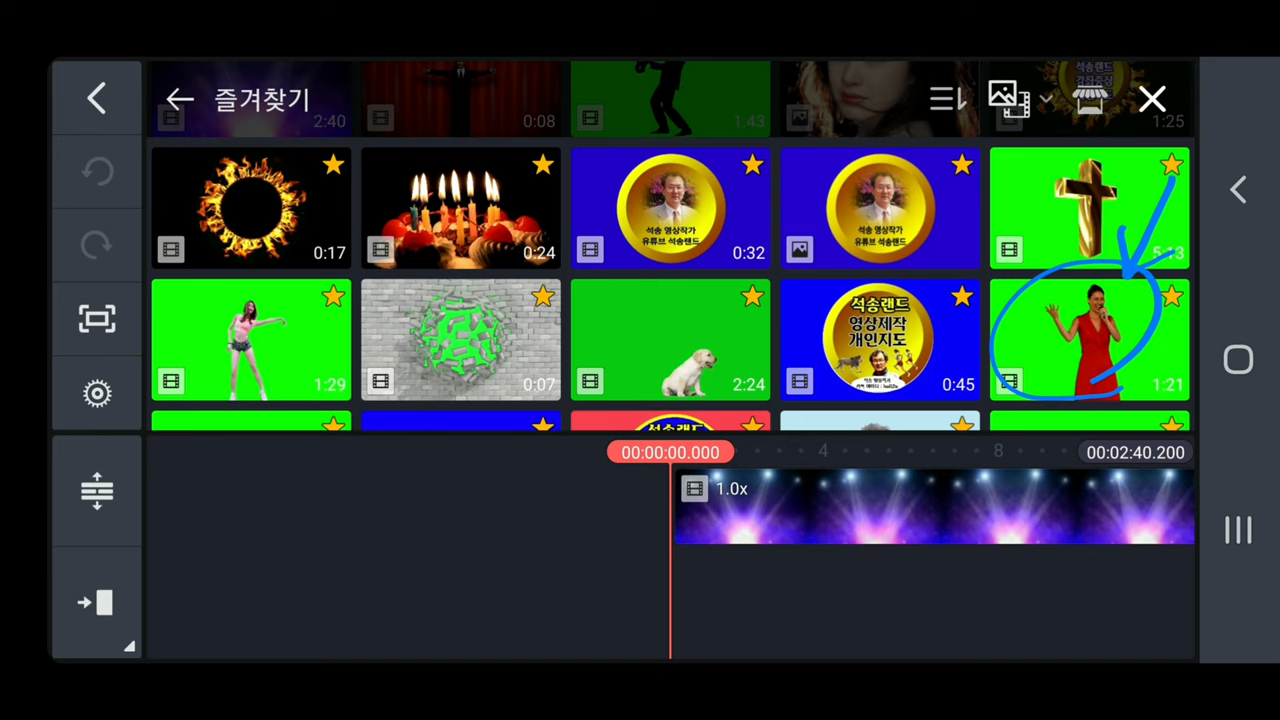 즐겨찾기
2:40
0:08
1:43
1:25
0:17
0:24
석송 영상작가
유튜브 석송랜드
0:32
석송 영상작가
유튜브 석송랜드
5:13
1:29
0:07
2:24
석송랜드
영상제작
개인지도
0:45
1:21
00:00:00.000
4
8
00:02:40.200
1.0x